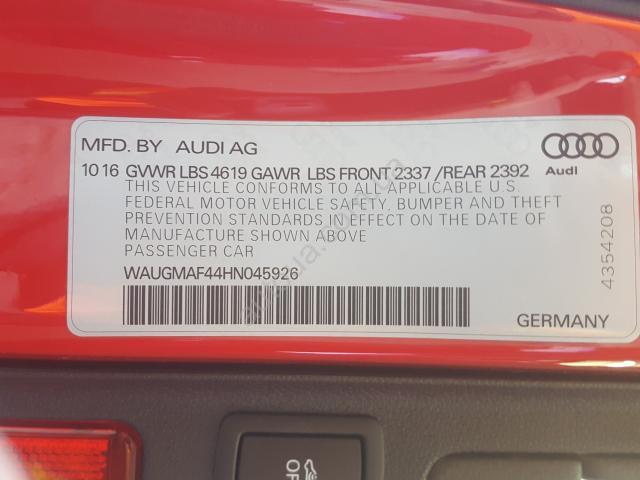 MFD. BY AUDI AG
Audi
10 16 GVWR LBS 4619 GAWR LBS FRONT 2337 /REAR 2392
THIS VEHICLE CONFORMS TO ALL APPLICABLE U.S.
FEDERAL MOTOR VEHICLE SAFETY, BUMPER AND THEFT
PREVENTION STANDARDS IN EFFECT ON THE DATE OF
MANUFACTURE SHOWN ABOVE
PASSENGER CAR
WAUGMAF44HN045926
4354208
GERMANY